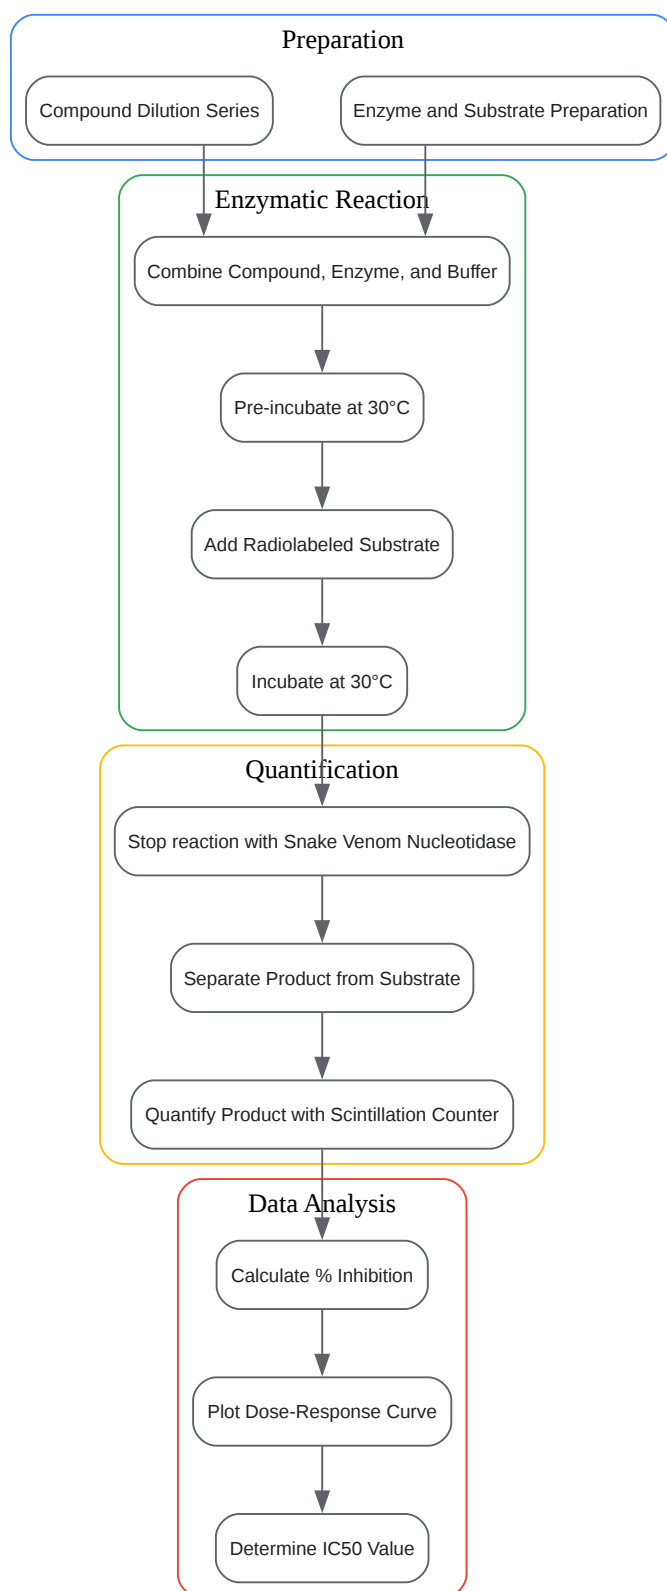 Preparation
Compound Dilution Series
Enzyme and Substrate Preparation
Enzymatic Reaction
Combine Compound, Enzyme, and Buffer
Pre-incubate at 30°C
Add Radiolabeled Substrate
Incubate at 30°C
Quantification
Stop reaction with Snake Venom Nucleotidase
Separate Product from Substrate
Quantify Product with Scintillation Counter
Data Analysis
Calculate % Inhibition
Plot Dose-Response Curve
Determine IC50 Value